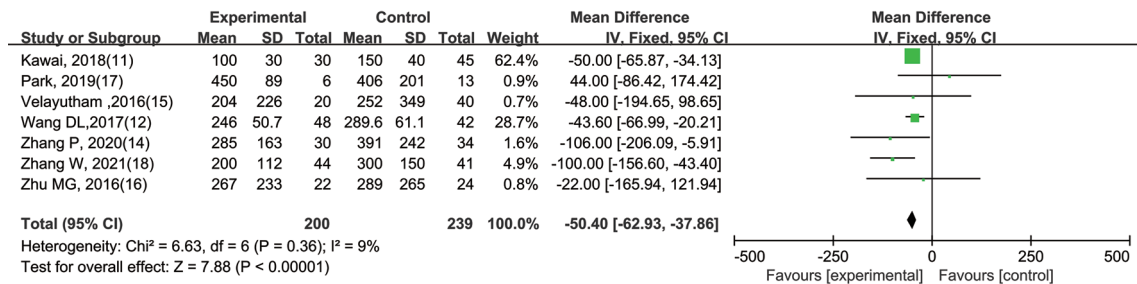 Experimental Control Mean Difference Mean Difference
Study or Subgroup Mean SD Total Mean SD Total Weight IV, Fixed, 95% CI IV, Fixed, 95% CI
Kawai, 2018(11) 100 30 30 150 40 45 62.4% -50.00 [-65.87, -34.13]
Park, 2019(17) 450 89 6 406 201 13 0.9% 44.00 [-86.42, 174.42]
Velayutham ,2016(15) 204 226 20 252 349 40 0.7% -48.00 [-194.65, 98.65]
Wang DL,2017(12) 246 50.7 48 289.6 61.1 42 28.7% -43.60 [-66.99, -20.21]
Zhang P, 2020(14) 285 163 30 391 242 34 1.6% -106.00 [-206.09, -5.91]
Zhang W, 2021(18) 200 112 44 300 150 41 4.9% -100.00 [-156.60, -43.40]
Zhu MG, 2016(16) 267 233 22 289 265 24 0.8% -22.00 [-165.94, 121.94]
Total (95% CI) 200 239 100.0% -50.40 [-62.93, -37.86]
Heterogeneity: Chi² = 6.63, df = 6 (P = 0.36); I² = 9%
Test for overall effect: Z = 7.88 (P < 0.00001)
-500 -250 0 250 500
Favours [experimental] Favours [control]